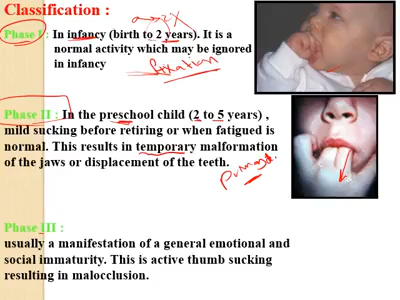 Classification :
0→2Y
Phase I : In infancy (birth to 2 years). It is a
normal activity which may be ignored
in infancy
fixation
Phase II : In the preschool child (2 to 5 years) ,
mild sucking before retiring or when fatigued is
normal. This results in temporary malformation
of the jaws or displacement of the teeth.
Phase III :
usually a manifestation of a general emotional and
social immaturity. This is active thumb sucking
resulting in malocclusion.